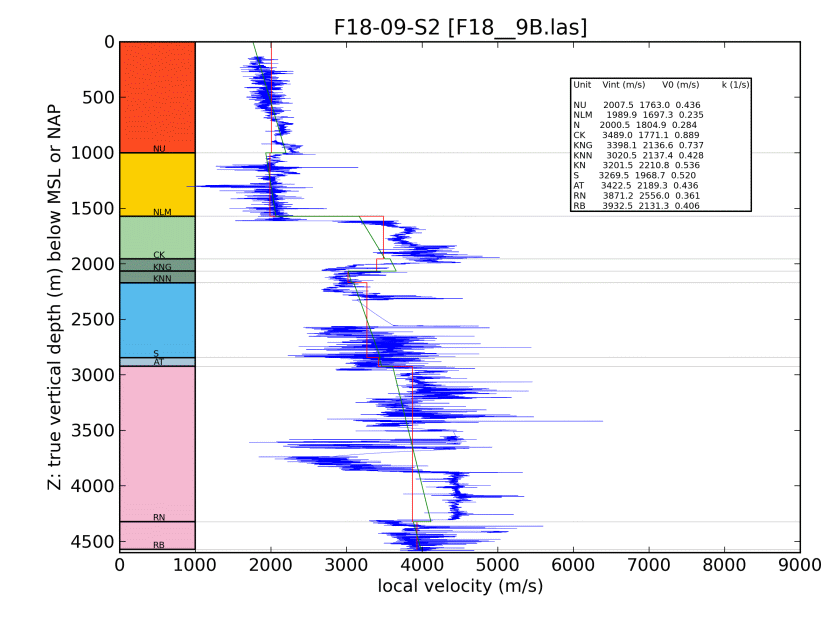 F18-09-S2 [F18__9B.las]
Z: true vertical depth (m) below MSL or NAP
0
500
1000
1500
2000
2500
3000
3500
4000
4500
NU
NLM
CK
KNG
KNN
S
AT
RN
RB
Unit Vint (m/s) V0 (m/s) k (1/s)
NU 2007.5 1763.0 0.436
NLM 1989.9 1697.3 0.235
N 2000.5 1804.9 0.284
CK 3489.0 1771.1 0.889
KNG 3398.1 2136.6 0.737
KNN 3020.5 2137.4 0.428
KN 3201.5 2210.8 0.536
S 3269.5 1968.7 0.520
AT 3422.5 2189.3 0.436
RN 3871.2 2556.0 0.361
RB 3932.5 2131.3 0.406
0 1000 2000 3000 4000 5000 6000 7000 8000 9000
local velocity (m/s)